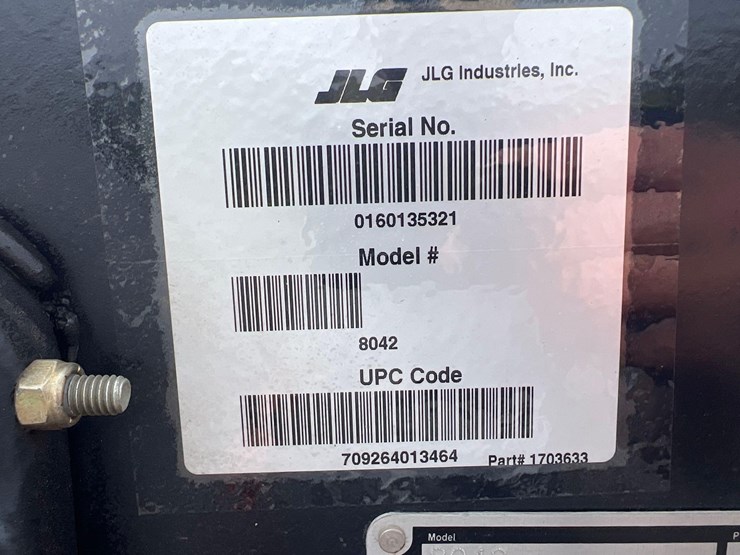 JLG JLG Industries, Inc.
Serial No.
0160135321
Model #
8042
UPC Code
709264013464 Part# 1703633
Model